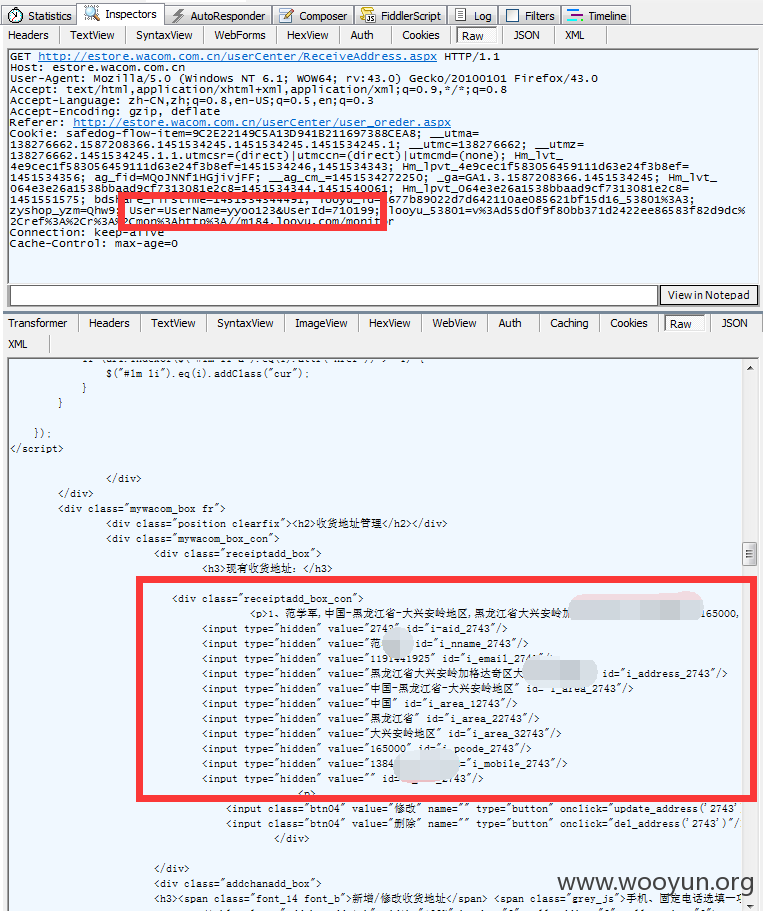 Statistics Inspectors AutoResponder Composer FiddlerScript Log Filters Timeline
Headers TextView SyntaxView WebForms HexView Auth Cookies Raw JSON XML
GET http://estore.wacom.com.cn/userCenter/ReceiveAddress.aspx HTTP/1.1
Host: estore.wacom.com.cn
User-Agent: Mozilla/5.0 (Windows NT 6.1; WOW64; rv:43.0) Gecko/20100101 Firefox/43.0
Accept: text/html,application/xhtml+xml,application/xml;q=0.9,*/*;q=0.8
Accept-Language: zh-CN,zh;q=0.8,en-US;q=0.5,en;q=0.3
Accept-Encoding: gzip, deflate
Referer: http://estore.wacom.com.cn/userCenter/user_oreder.aspx
Cookie: safedog-flow-item=9C2E22149C5A13D941B211697388CEA8; __utma=
138276662.1587208366.1451534245.1451534245.1451534245.1; __utmc=138276662; __utmz=
138276662.1451534245.1.1.utmcsr=(direct)|utmccn=(direct)|utmcmd=(none); Hm_lvt_
4e9cec1f583056459111d63e24f3b8ef=1451534246,1451534343; Hm_lpvt_4e9cec1f583056459111d63e24f3b8ef=
1451534356; ag_fid=MQoJNNf1HGjivjFF; __ag_cm_=1451534272250; _ga=GA1.3.1587208366.1451534245; Hm_lvt_
064e3e26a1538bbaad9cf7313081e2c8=1451534344,1451540061; Hm_lpvt_064e3e26a1538bbaad9cf7313081e2c8=
1451551575; 677b89022d7d642110ae085621bf15d16_53801%3A3;
zyshop_yzm=Qhw9; User=UserName=yyoo123&UserId=710199; looyu_53801=v%3Ad55d0f9f80bb371d2422ee86583f82d9dc%
2Cref%3A%2Cr%3A%2Cmon%3Ahttp%3A//m184.looyu.com/monitor
Connection: keep-alive
Cache-Control: max-age=0
View in Notepad
Transformer Headers TextView SyntaxView ImageView HexView WebView Auth Caching Cookies Raw JSON
XML
$("#lm li").eq(i).addClass("cur");
}
}
});
</script>
</div>
</div>
<div class="mywacom_box fr">
<div class="position clearfix"><h2>收货地址管理</h2></div>
<div class="mywacom_box_con">
<div class="receiptadd_box">
<h3>现有收货地址：</h3>
<div class="receiptadd_box_con">
<p>1、范学军,中国-黑龙江省-大兴安岭地区,黑龙江省大兴安岭加 165000,
<input type="hidden" value="2743" id="i-aid_2743"/>
<input type="hidden" value="范 id="i_nname_2743"/>
<input type="hidden" value="1191441925" id="i_email_2743"/>
<input type="hidden" value="黑龙江省大兴安岭加格达奇区大 id="i_address_2743"/>
<input type="hidden" value="中国-黑龙江省-大兴安岭地区" id="i_area_2743"/>
<input type="hidden" value="中国" id="i_area_12743"/>
<input type="hidden" value="黑龙江省" id="i_area_22743"/>
<input type="hidden" value="大兴安岭地区" id="i_area_32743"/>
<input type="hidden" value="165000" id="i_pcode_2743"/>
<input type="hidden" value="1384 ="i_mobile_2743"/>
<input type="hidden" value="" id= _2743"/>
<p>
<input class="btn04" value="修改" name="" type="button" onclick="update_address('2743'
<input class="btn04" value="删除" name="" type="button" onclick="del_address('2743')"/
</div>
</div>
<div class="addchanadd_box">
<h3><span class="font_14 font_b">新增/修改收货地址</span> <span class="grey_js">手机、固定电话选填一项
www.wooyun.org